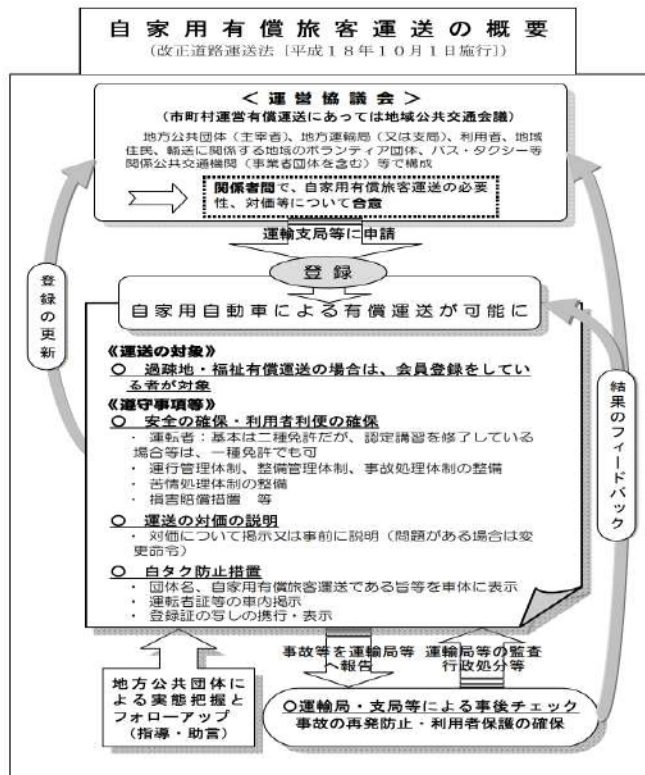 自家用有償旅客運送の概要
(改正道路運送法［平成１８年１０月１日施行］)
＜運営協議会＞
(市町村運営有償運送にあっては地域公共交通会議)
地方公共団体（主宰者）、地方運輸局（又は支局）、利用者、地域
住民、輸送に関係する地域のボランティア団体、バス・タクシー等
関係公共交通機関（事業者団体を含む）等で構成
関係者間で、自家用有償旅客運送の必要
性、対価等について合意
運輸支局等に申請
登録
自家用自動車による有償運送が可能に
登録の更新
結果のフィードバック
《運送の対象》
○ 過疎地・福祉有償運送の場合は、会員登録をしてい
る者が対象
《遵守事項等》
○ 安全の確保・利用者利便の確保
・ 運転者：基本は二種免許だが、認定講習を修了している
場合等は、一種免許でも可
・ 運行管理体制、整備管理体制、事故処理体制の整備
・ 苦情処理体制の整備
・ 損害賠償措置 等
○ 運送の対価の説明
・ 対価について掲示又は事前に説明（問題がある場合は変
更命令）
○ 白タク防止措置
・ 団体名、自家用有償旅客運送である旨等を車体に表示
・ 運転者証等の車内掲示
・ 登録証の写しの携行・表示
事故等を運輸局等
へ報告
運輸局等の監査
行政処分等
地方公共団体に
よる実態把握と
フォローアップ
（指導・助言）
○運輸局・支局等による事後チェック
事故の再発防止・利用者保護の確保